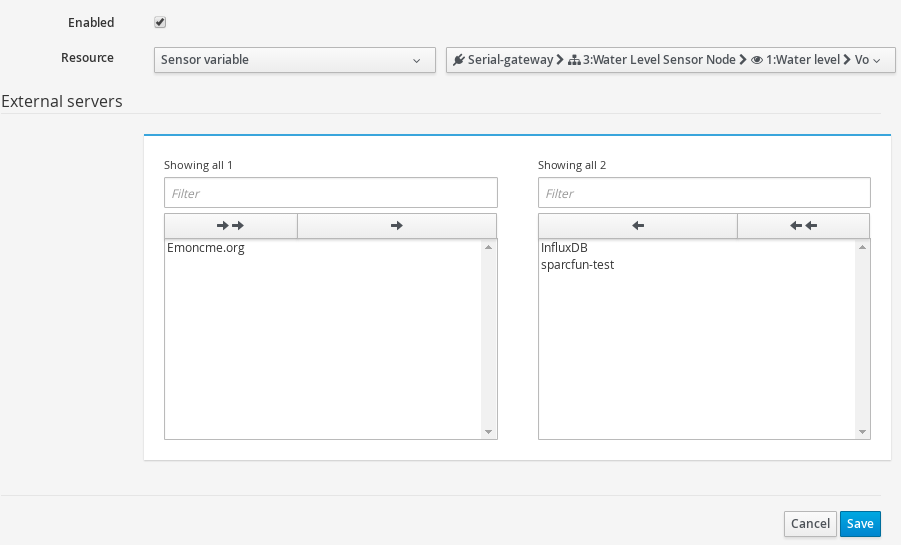 Enabled
Resource Sensor variable Serial-gateway 3:Water Level Sensor Node 1:Water level Vo
External servers
Showing all 1 Showing all 2
Filter Filter
Emoncme.org InfluxDB
sparcfun-test
Cancel Save